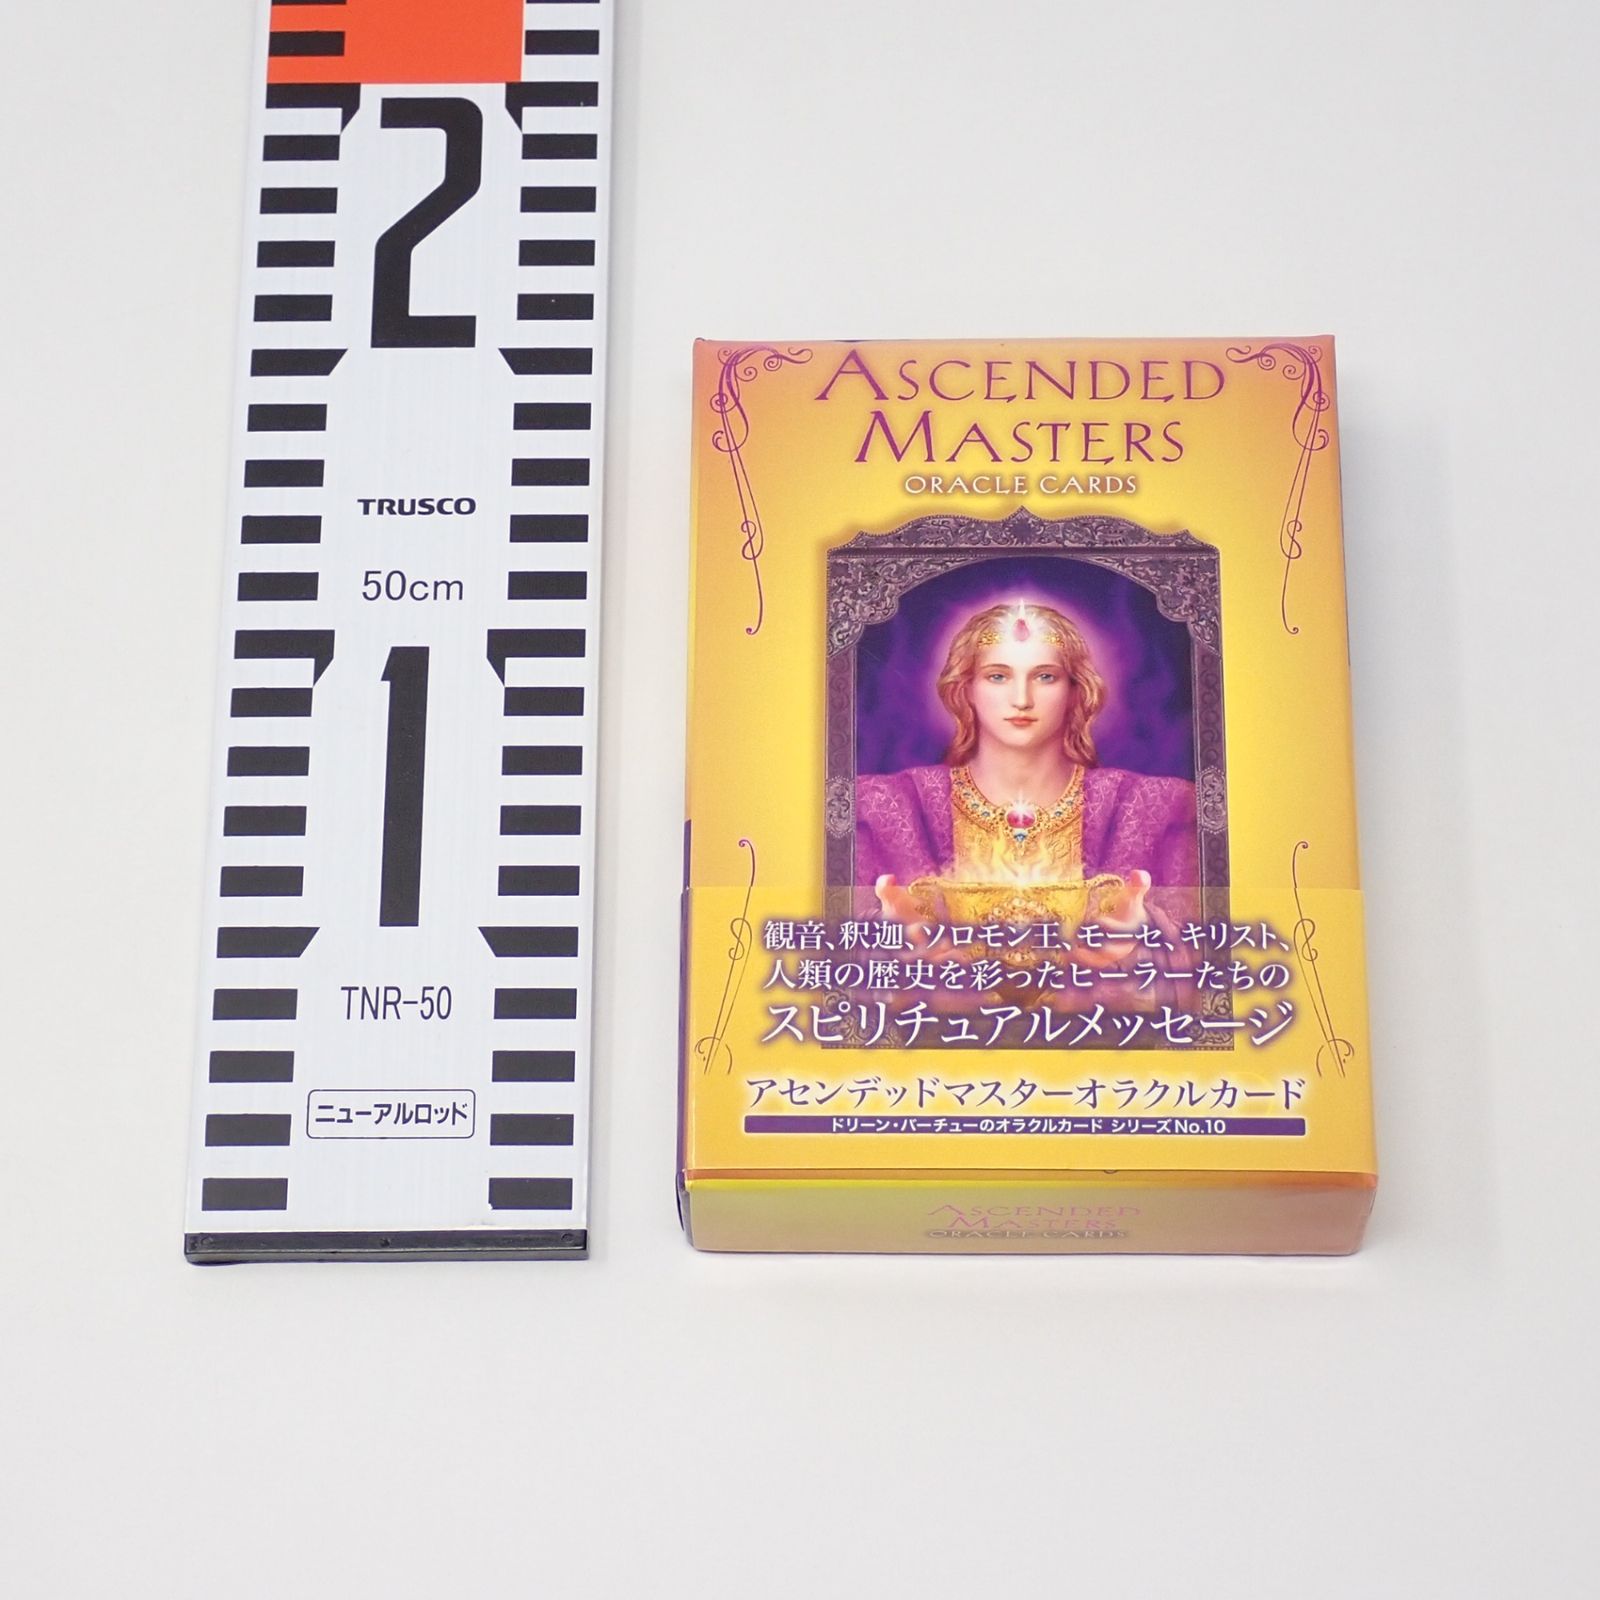 2
TRUSCO
50cm
1
TNR-50
ニューアルロッド
ASCENDED
MASTERS
ORACLE CARDS
観音、釈迦、ソロモン王、モーセ、キリスト、
人類の歴史を彩ったヒーラーたちの
スピリチュアルメッセージ
アセンデッドマスターオラクルカード
ドリーン・バーチューのオラクルカード シリーズNo.10
ASCENDED
MASTERS
ORACLE CARDS